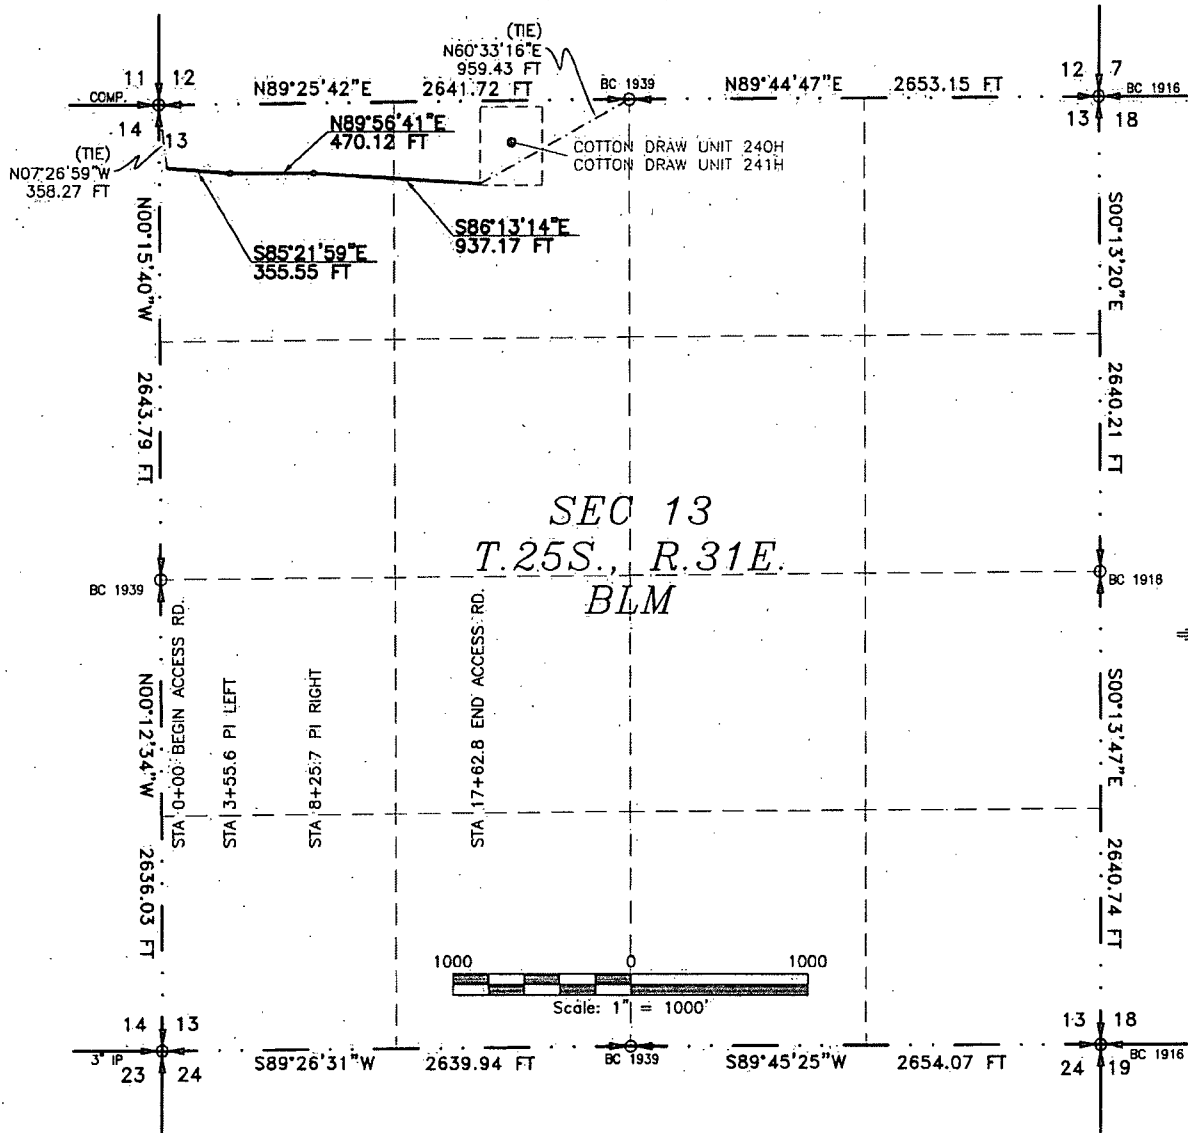 (TIE)
N60°33'16"E
959.43 FT
11 12
N89°25'42"E 2641.72 FT
BC 1939
N89°44'47"E 2653.15 FT
12 7
BC 1916
COMP.
14 13
13 18
N89°56'41"E
470.12 FT
COTTON DRAW UNIT 240H
COTTON DRAW UNIT 241H
(TIE)
N07°26'59"W
358.27 FT
S86°13'14"E
937.17 FT
S85°21'59"E
355.55 FT
N00°15'40"W
2643.79 FT
S00°13'20"E
2640.21 FT
SEC 13
T.25S., R.31E.
BLM
BC 1939
BC 1916
STA 0+00 BEGIN ACCESS RD.
STA 3+55.6 PI LEFT
STA 8+25.7 PI RIGHT
STA 17+62.8 END ACCESS RD.
N00°12'34"W
2636.03 FT
S00°13'47"E
2640.74 FT
1000 0 1000
Scale: 1" = 1000'
14 13
3" IP
23 24
S89°26'31"W 2639.94 FT
BC 1939
S89°45'25"W 2654.07 FT
13 18
BC 1916
24 19